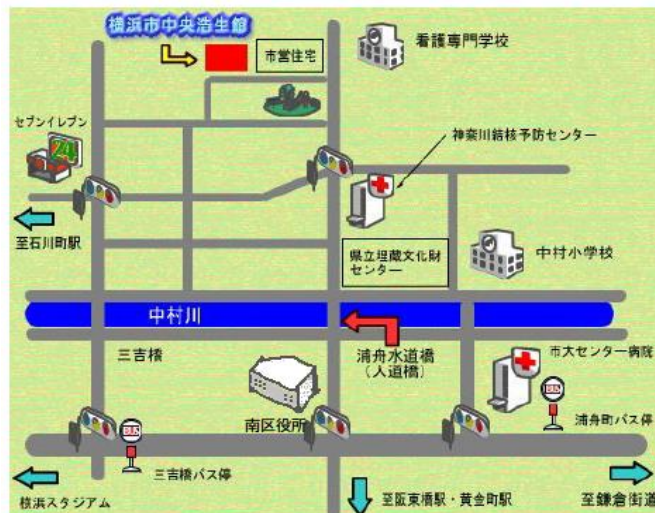 横浜市中央浩生館
市営住宅
看護専門学校
セブンイレブン
24
神奈川結核予防センター
至石川町駅
県立埋蔵文化財
センター
中村小学校
中村川
三吉橋
浦舟水道橋
(人道橋)
市大センター病院
南区役所
BUS
浦舟町バス停
BUS
三吉橋バス停
横浜スタジアム
至阪東橋駅・黄金町駅
至鎌倉街道